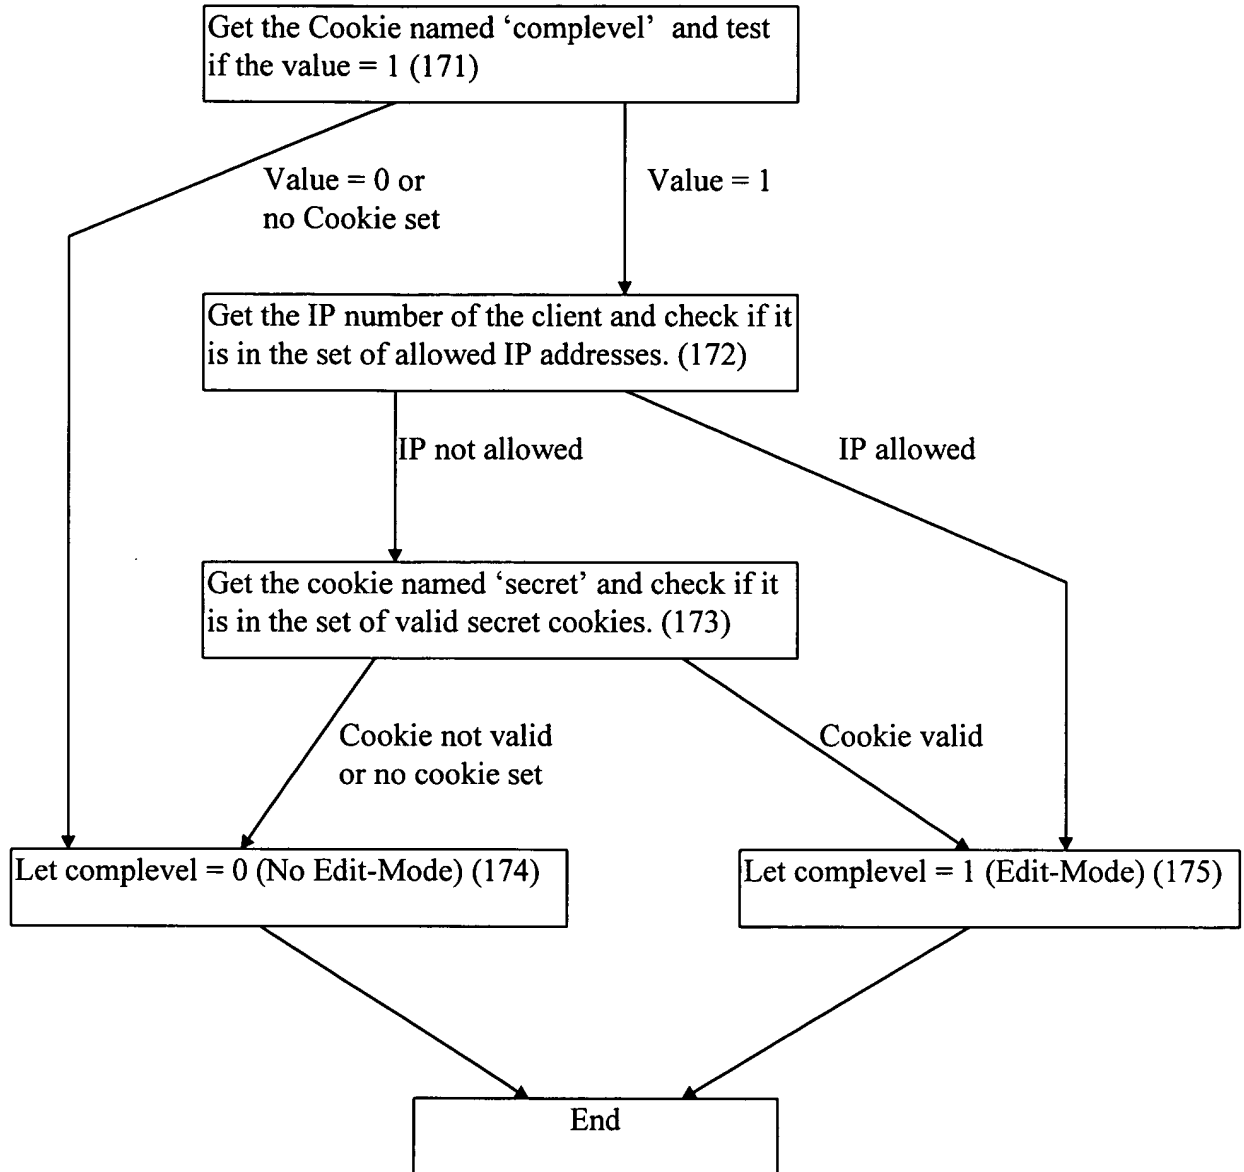 Get the Cookie named ‘complevel’ and test
if the value = 1 (171)
Value = 0 or
no Cookie set
Value = 1
Get the IP number of the client and check if it
is in the set of allowed IP addresses. (172)
IP not allowed
IP allowed
Get the cookie named ‘secret’ and check if it
is in the set of valid secret cookies. (173)
Cookie not valid
or no cookie set
Cookie valid
Let complevel = 0 (No Edit-Mode) (174)
Let complevel = 1 (Edit-Mode) (175)
End